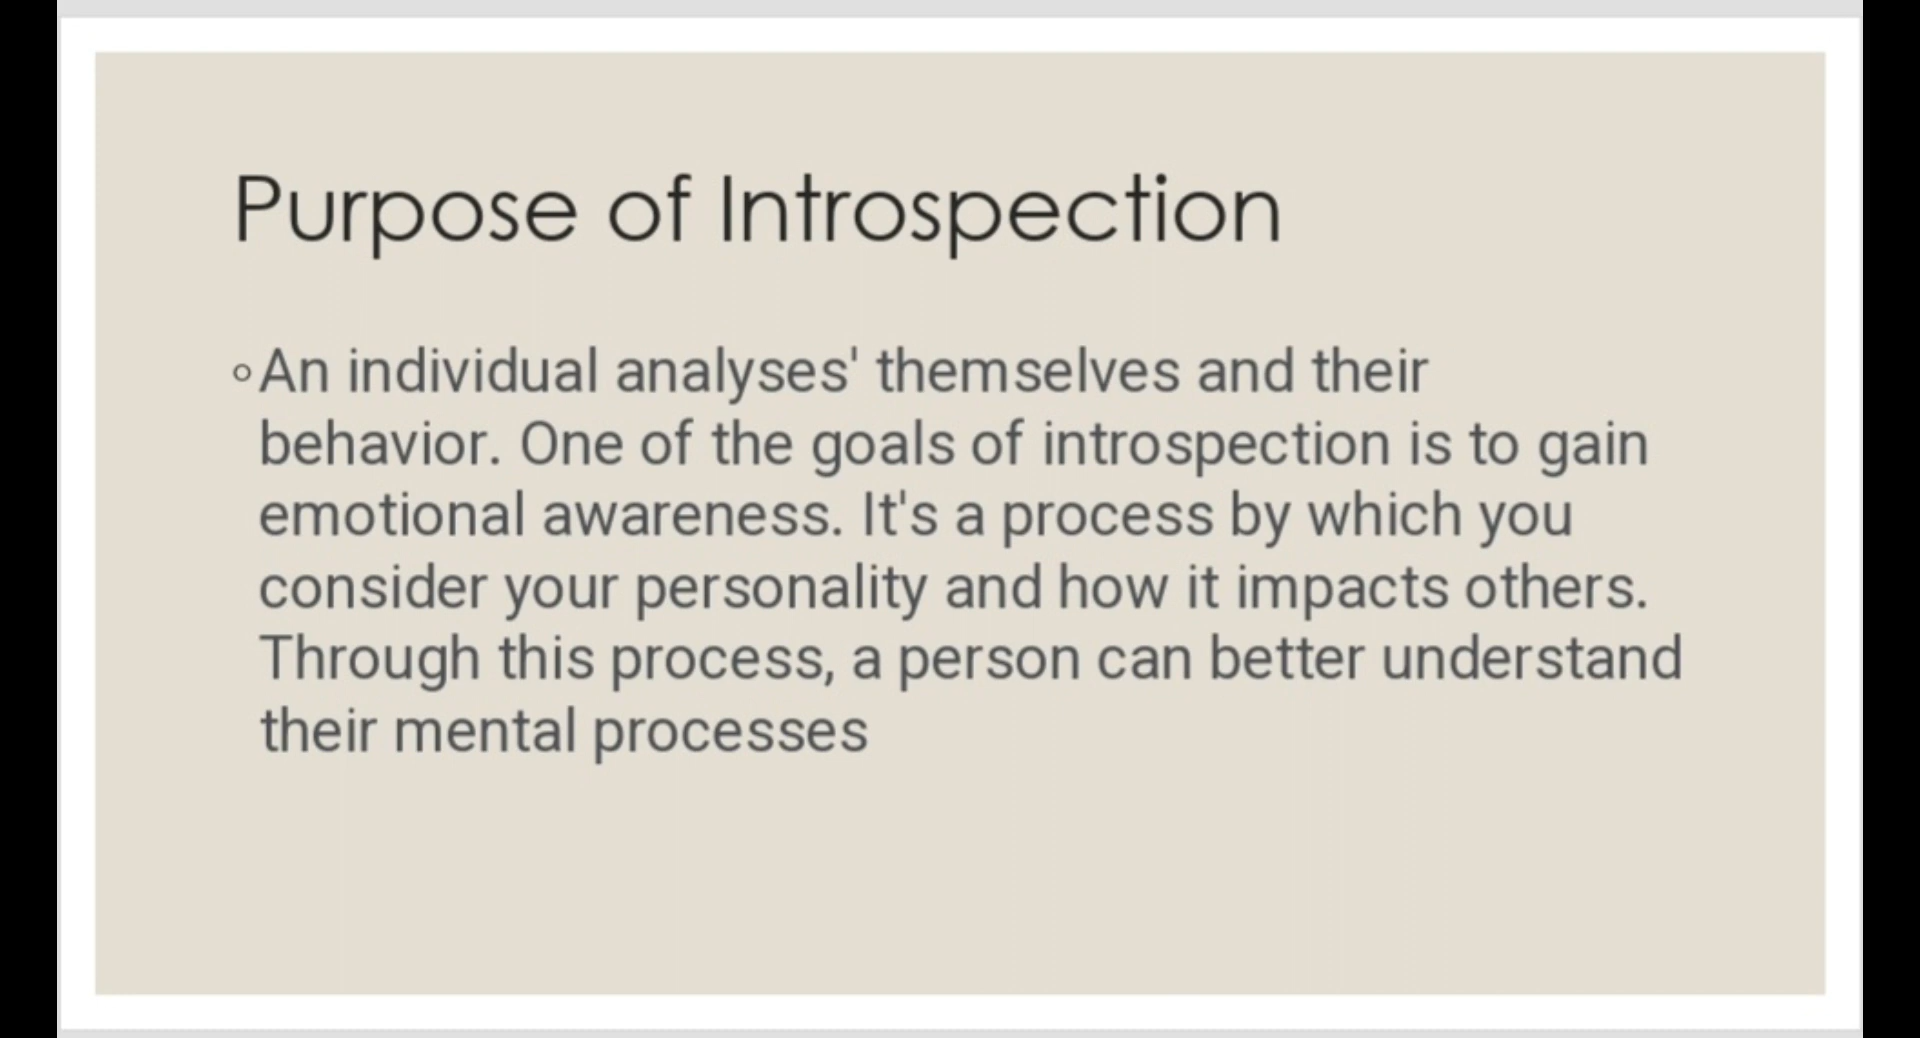 Purpose of Introspection
◦An individual analyses' themselves and their
behavior. One of the goals of introspection is to gain
emotional awareness. It's a process by which you
consider your personality and how it impacts others.
Through this process, a person can better understand
their mental processes